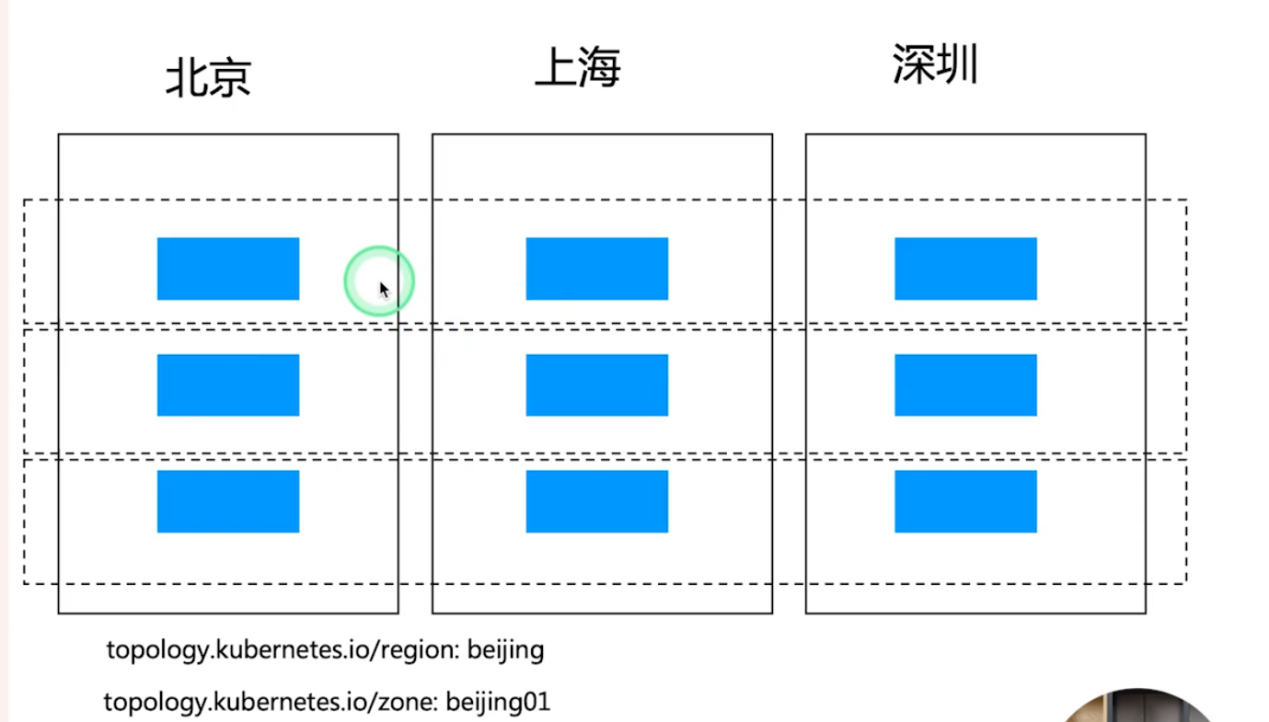 北京
上海
深圳
topology.kubernetes.io/region: beijing
topology.kubernetes.io/zone: beijing01